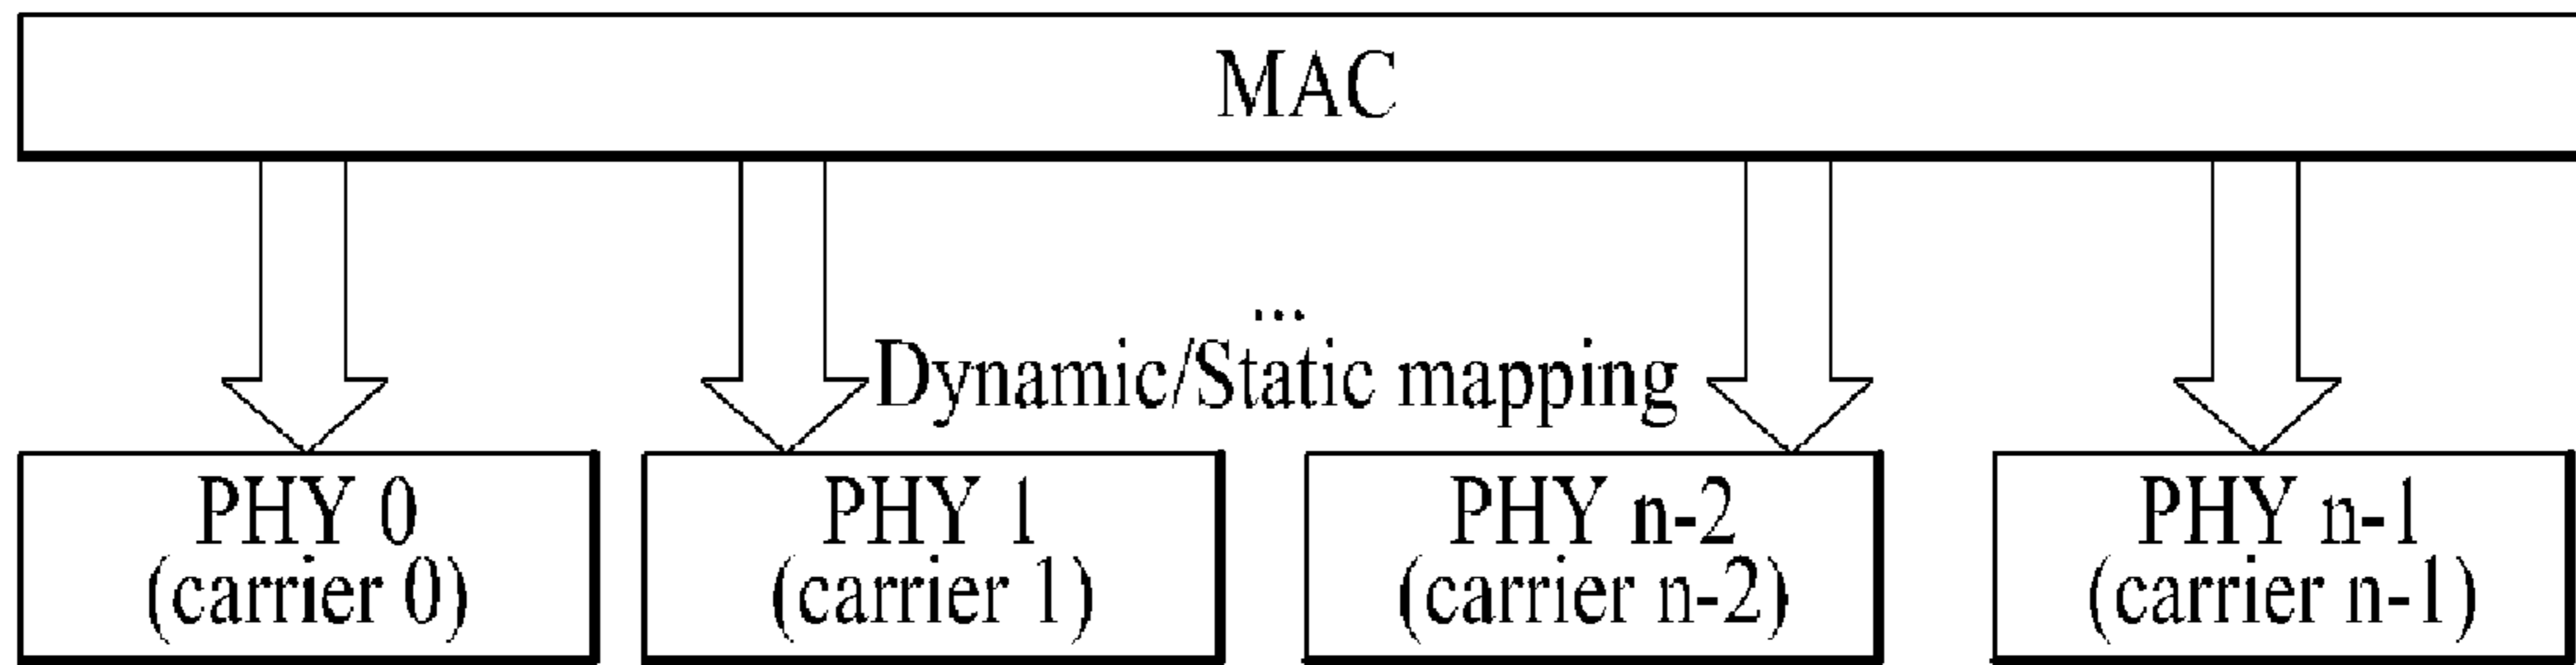 MAC
...
Dynamic/Static mapping
PHY 0
(carrier 0)
PHY 1
(carrier 1)
PHY n-2
(carrier n-2)
PHY n-1
(carrier n-1)